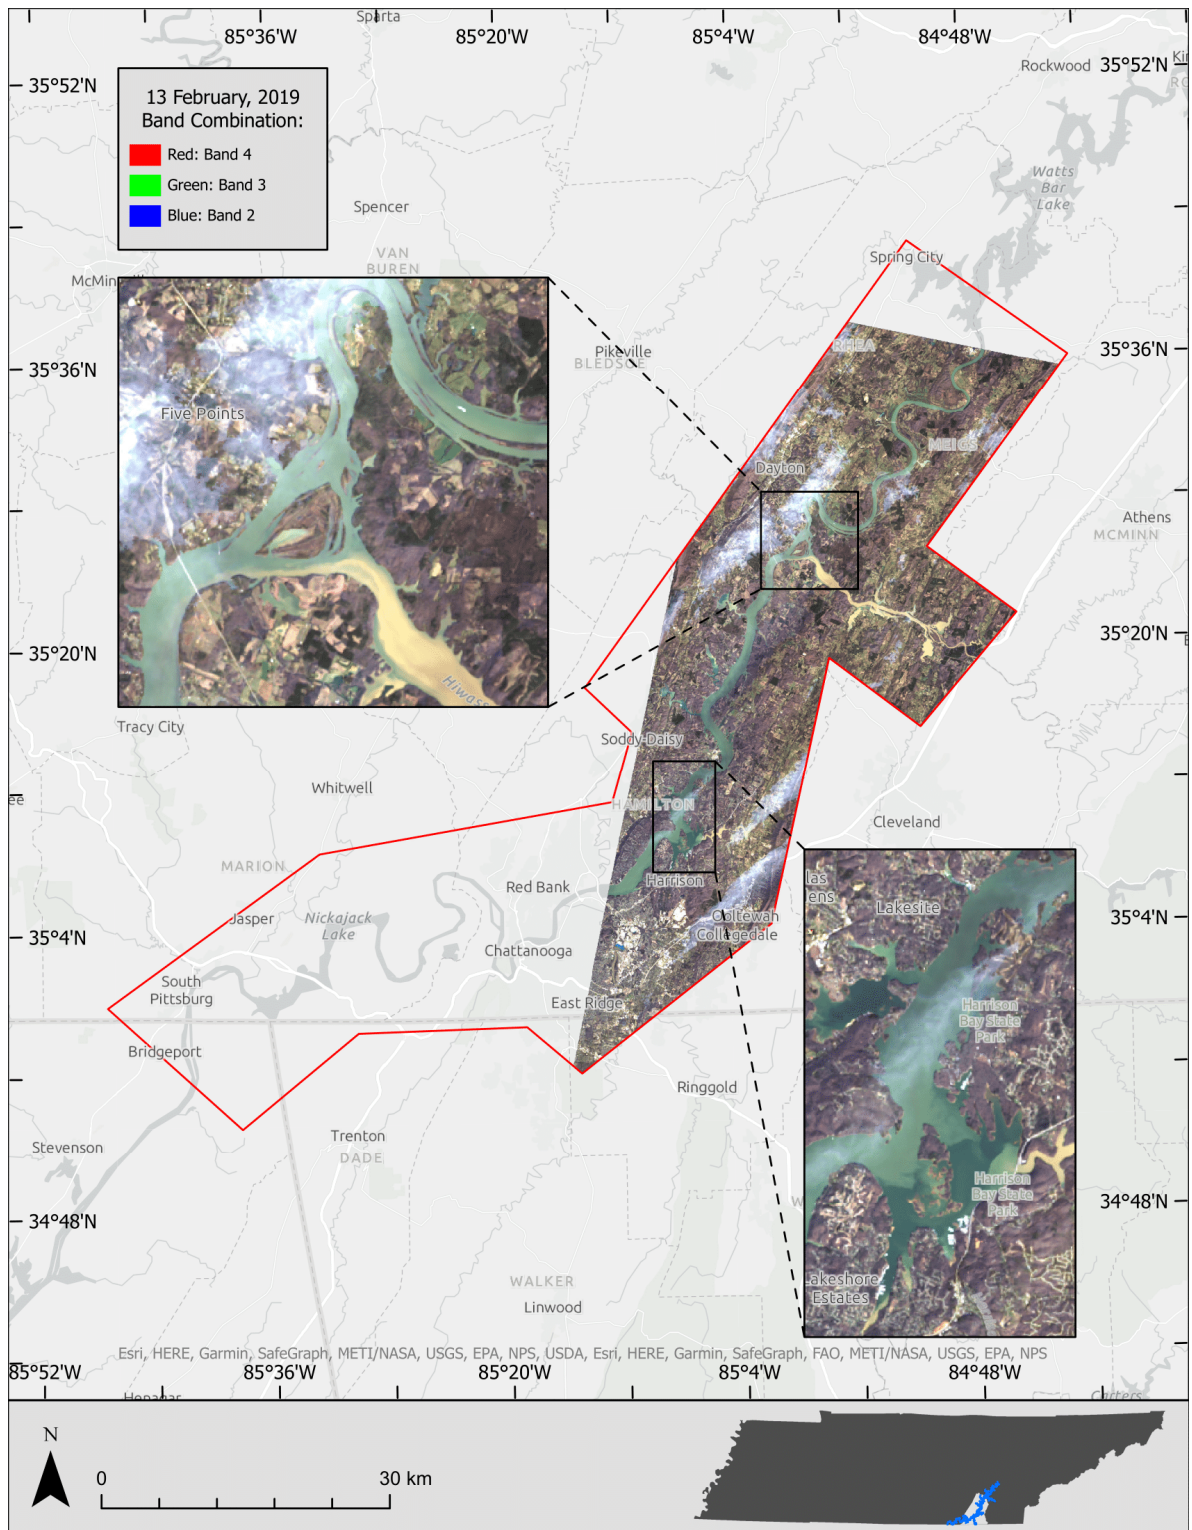 Sparta
85°36'W
85°20'W
85°4'W
84°48'W
Rockwood
35°52'N
35°52'N
13 February, 2019
Band Combination:
Red: Band 4
Green: Band 3
Blue: Band 2
Watts
Bar
Lake
Spencer
VAN
BUREN
Spring City
RHEA
35°36'N
Pikeville
BLEDSOE
35°36'N
Five Points
MEIGS
Dayton
Athens
MCMINN
35°20'N
35°20'N
Tracy City
Soddy-Daisy
Whitwell
HAMILTON
Cleveland
MARION
Red Bank
Harrison
Lakesite
Jasper
Nickajack
Lake
Ooltewah
Collegedale
35°4'N
35°4'N
Chattanooga
South
Pittsburg
East Ridge
Harrison
Bay State
Park
Bridgeport
Ringgold
Stevenson
Trenton
DADE
Harrison
Bay State
Park
34°48'N
34°48'N
WALKER
Linwood
Lakeshore
Estates
Esri, HERE, Garmin, SafeGraph, METI/NASA, USGS, EPA, NPS, USDA, Esri, HERE, Garmin, SafeGraph, FAO, METI/NASA, USGS, EPA, NPS
85°52'W
85°36'W
85°20'W
85°4'W
84°48'W
N
0
30 km